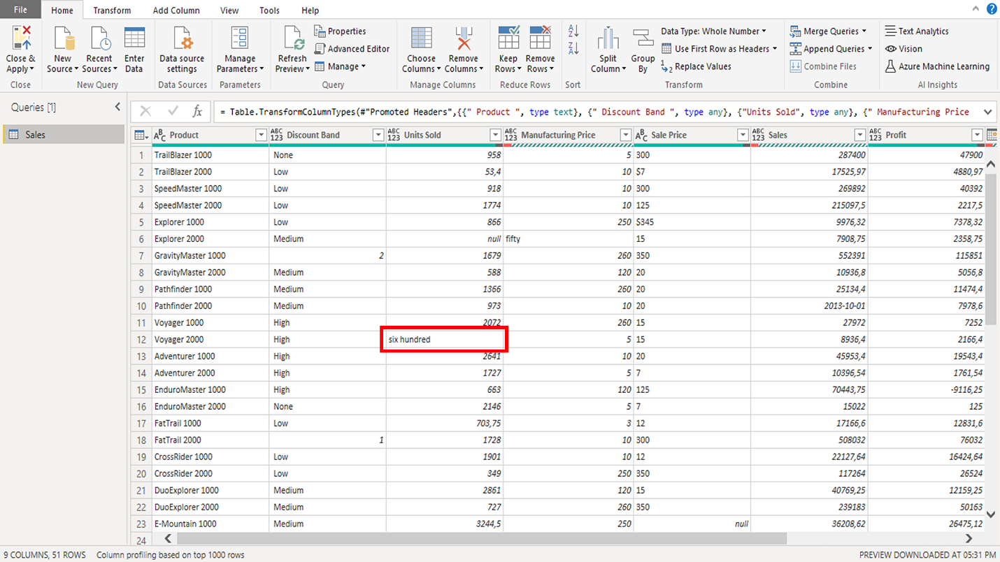 File Home Transform Add Column View Tools Help
Close & Apply
New Source
Recent Sources
Enter Data
Data source settings
Manage Parameters
Refresh Preview
Properties
Advanced Editor
Manage
Choose Columns
Remove Columns
Keep Rows
Remove Rows
Split Column
Group By
Data Type: Whole Number
Use First Row as Headers
Replace Values
Merge Queries
Append Queries
Combine Files
Text Analytics
Vision
Azure Machine Learning
Close New Query Data Sources Parameters Query Manage Columns Reduce Rows Sort Transform Combine AI Insights
Queries [1]
Sales
fx = Table.TransformColumnTypes(#"Promoted Headers",{{" Product ", type text}, {" Discount Band ", type any}, {"Units Sold", type any}, {" Manufacturing Price
ABC Product ABC 123 Discount Band ABC 123 Units Sold ABC 123 Manufacturing Price ABC Sale Price ABC 123 Sales ABC 123 Profit
1 TrailBlazer 1000 None 958 5 300 287400 47900
2 TrailBlazer 2000 Low 53,4 10 $7 17525,97 4880,97
3 SpeedMaster 1000 Low 918 10 300 269892 40392
4 SpeedMaster 2000 Low 1774 10 125 215097,5 2217,5
5 Explorer 1000 Low 866 250 $345 9976,32 7378,32
6 Explorer 2000 Medium null fifty 15 7908,75 2358,75
7 GravityMaster 1000 2 1679 260 350 552391 115851
8 GravityMaster 2000 Medium 588 120 20 10936,8 5056,8
9 Pathfinder 1000 Medium 1366 260 20 25134,4 11474,4
10 Pathfinder 2000 Medium 973 10 20 2013-10-01 7978,6
11 Voyager 1000 High 2072 260 15 27972 7252
12 Voyager 2000 High six hundred 5 15 8936,4 2166,4
13 Adventurer 1000 High 2641 10 20 45953,4 19543,4
14 Adventurer 2000 High 1727 5 7 10396,54 1761,54
15 EnduroMaster 1000 High 663 120 125 70443,75 -9116,25
16 EnduroMaster 2000 None 2146 5 7 15022 125
17 FatTrail 1000 Low 703,75 3 12 17166,6 12831,6
18 FatTrail 2000 1 1728 10 300 508032 76032
19 CrossRider 1000 Low 1901 10 12 22127,64 16424,64
20 CrossRider 2000 Low 349 250 350 117264 26524
21 DuoExplorer 1000 Medium 2861 120 15 40769,25 12159,25
22 DuoExplorer 2000 Medium 727 260 350 239183 50163
23 E-Mountain 1000 Medium 3244,5 250 null 36208,62 26475,12
24
9 COLUMNS, 51 ROWS Column profiling based on top 1000 rows PREVIEW DOWNLOADED AT 05:31 PM